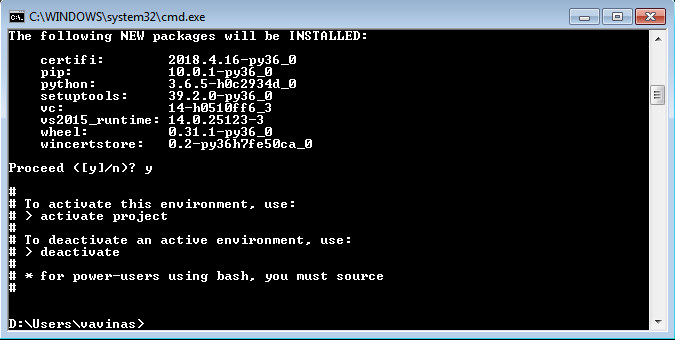 C:\WINDOWS\system32\cmd.exe
The following NEW packages will be INSTALLED:
certifi: 2018.4.16-py36_0
pip: 10.0.1-py36_0
python: 3.6.5-h0c2934d_0
setuptools: 39.2.0-py36_0
vc: 14-h0510ff6_3
vs2015_runtime: 14.0.25123-3
wheel: 0.31.1-py36_0
wincertstore: 0.2-py36h7fe50ca_0
Proceed ([y]/n)? y
#
# To activate this environment, use:
# > activate project
#
# To deactivate an active environment, use:
# > deactivate
#
# * for power-users using bash, you must source
#
D:\Users\vavinas>